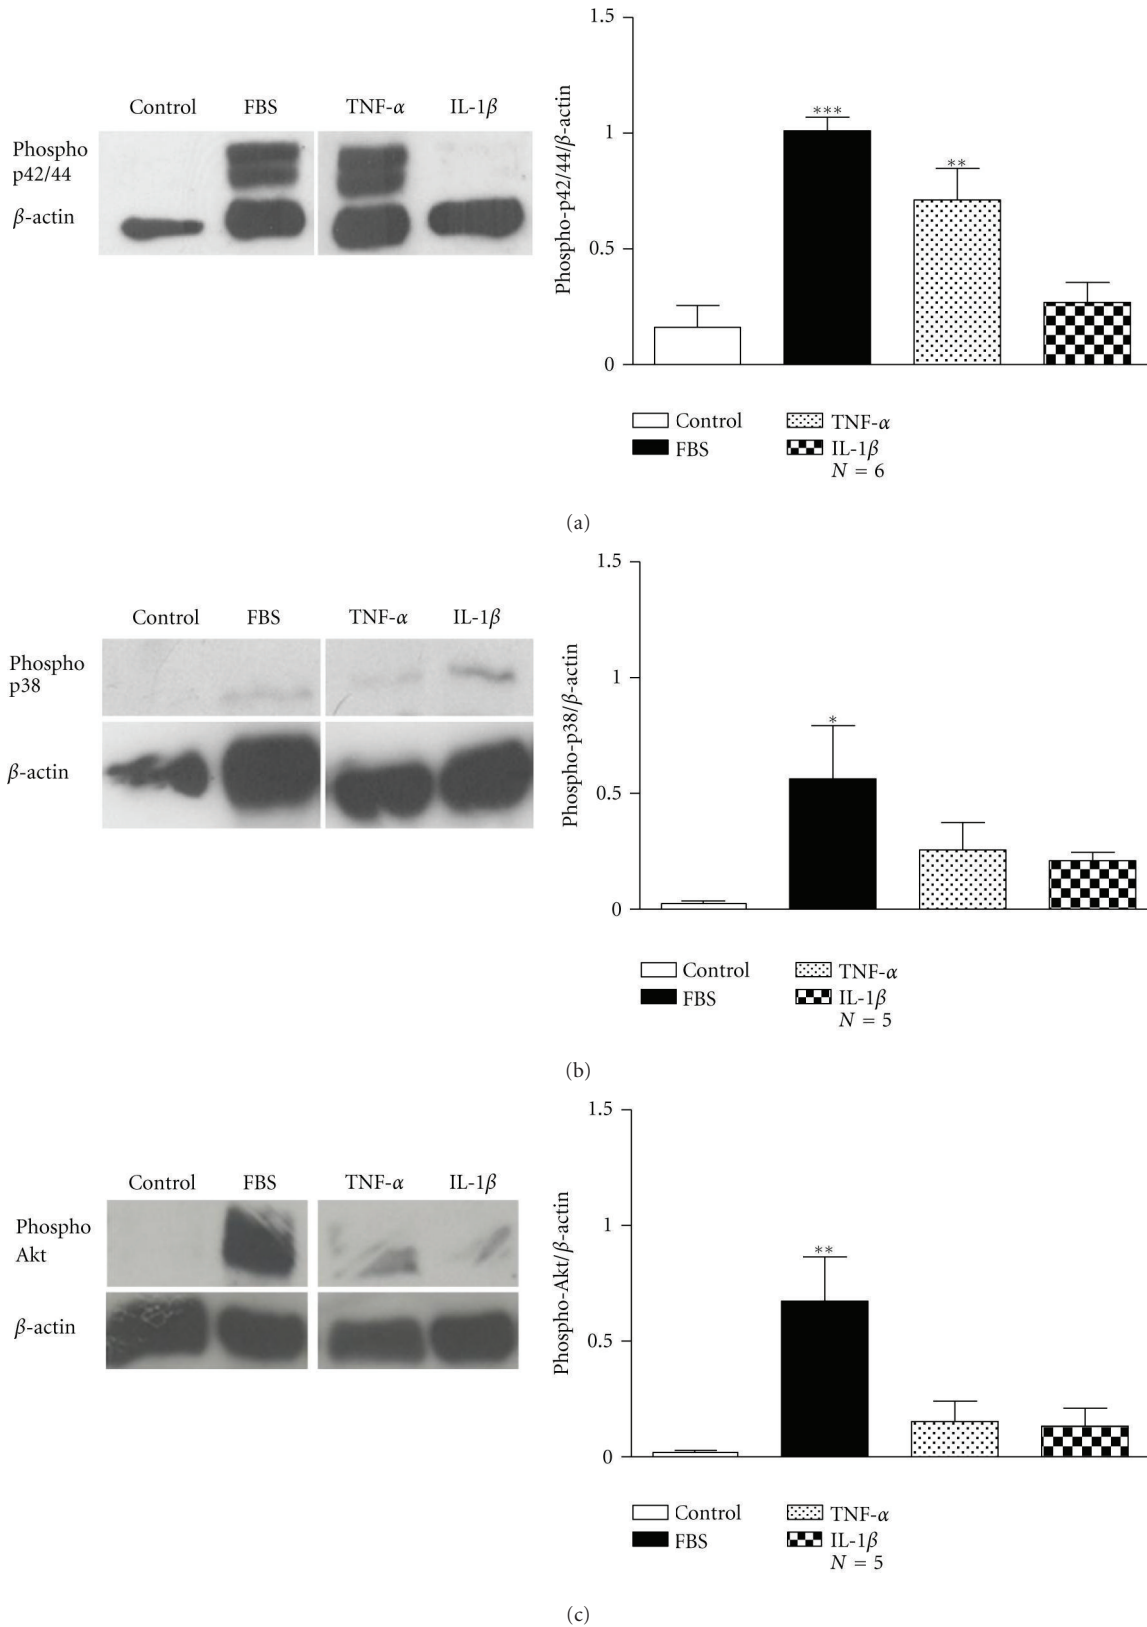 Control FBS TNF-α IL-1β
Phospho
p42/44
β-actin
Phospho-p42/44/β-actin
1.5
1
0.5
0
***
**
Control TNF-α
FBS IL-1β
N = 6
(a)
Control FBS TNF-α IL-1β
Phospho
p38
β-actin
Phospho-p38/β-actin
1.5
1
0.5
0
*
Control TNF-α
FBS IL-1β
N = 5
(b)
Control FBS TNF-α IL-1β
Phospho
Akt
β-actin
Phospho-Akt/β-actin
1.5
1
0.5
0
**
Control TNF-α
FBS IL-1β
N = 5
(c)